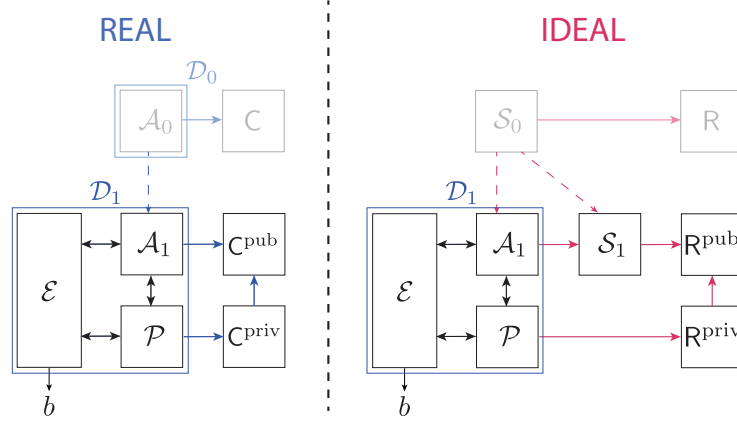 REAL
𝒟₀
𝒜₀
C
𝒟₁
ℰ
𝒜₁
Cᵖᵘᵇ
𝒫
Cᵖʳⁱᵛ
b
IDEAL
𝒮₀
R
𝒟₁
ℰ
𝒜₁
𝒮₁
Rᵖᵘᵇ
𝒫
Rᵖʳⁱᵛ
b